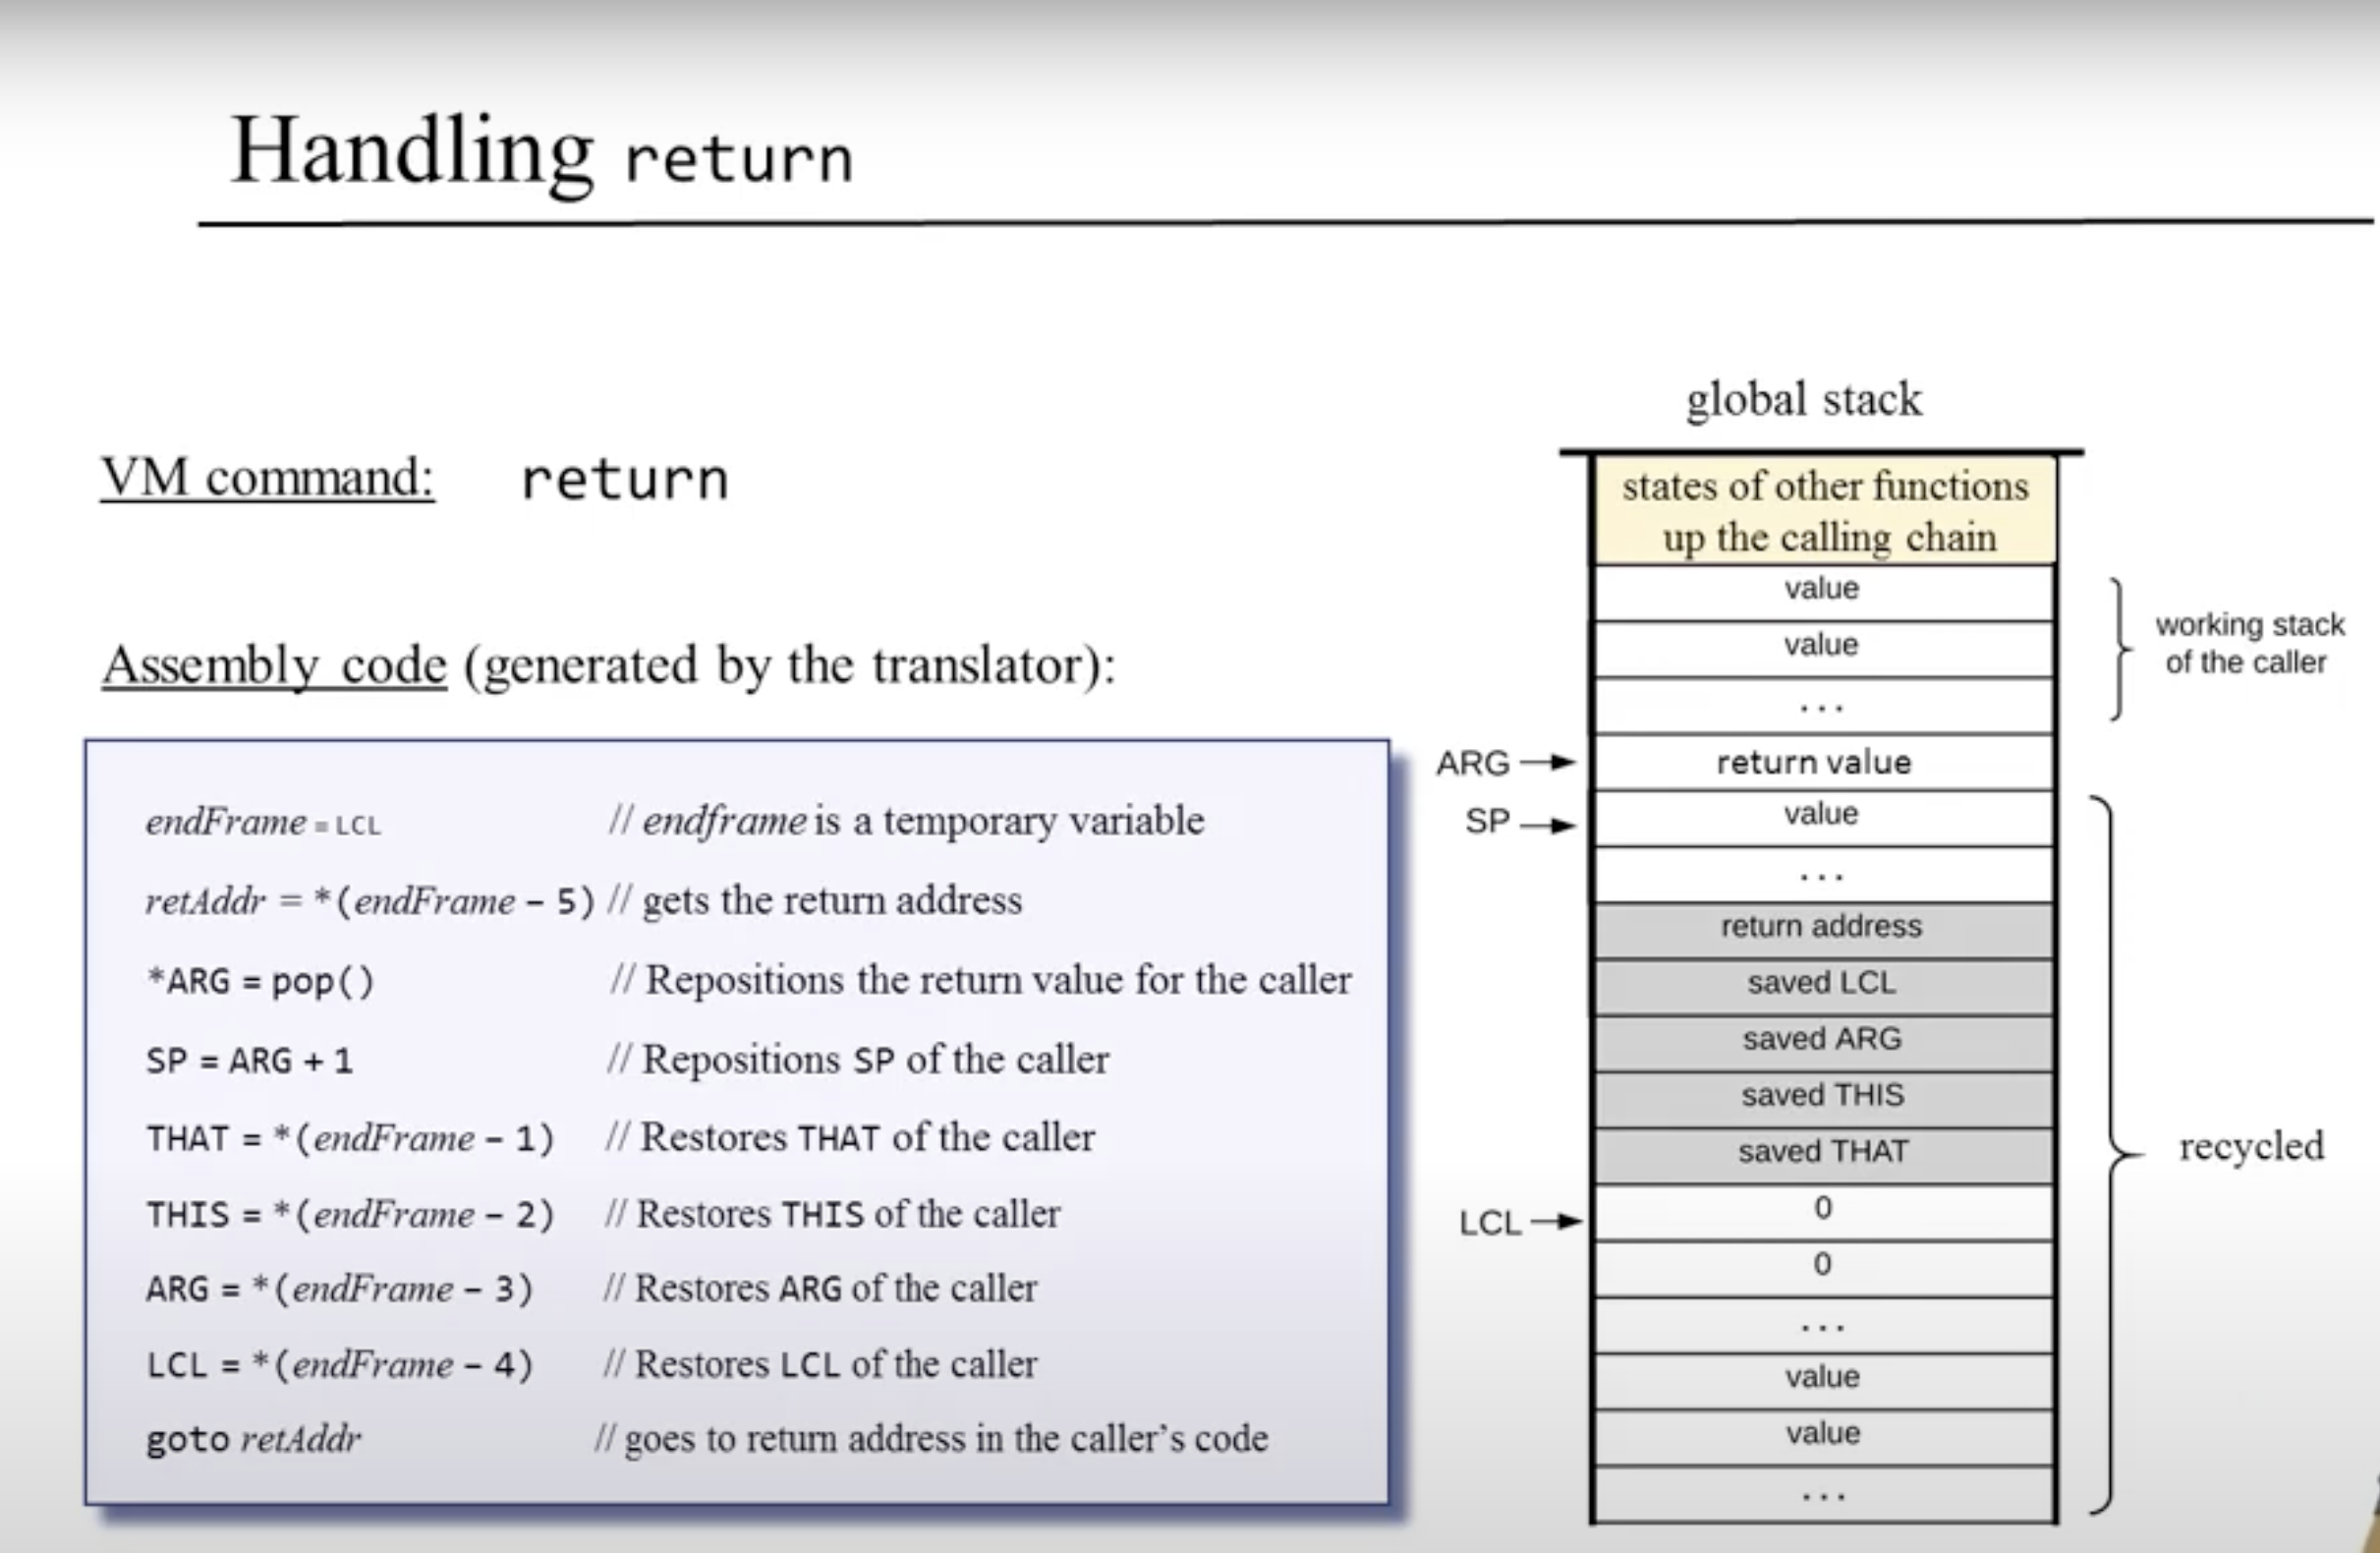 Handling return
VM command: return
Assembly code (generated by the translator):
endFrame = LCL // endframe is a temporary variable
retAddr = *(endFrame – 5) // gets the return address
*ARG = pop() // Repositions the return value for the caller
SP = ARG + 1 // Repositions SP of the caller
THAT = *(endFrame – 1) // Restores THAT of the caller
THIS = *(endFrame – 2) // Restores THIS of the caller
ARG = *(endFrame – 3) // Restores ARG of the caller
LCL = *(endFrame – 4) // Restores LCL of the caller
goto retAddr // goes to return address in the caller’s code
global stack
states of other functions
up the calling chain
value
value
...
working stack
of the caller
ARG
return value
SP
value
...
return address
saved LCL
saved ARG
saved THIS
saved THAT
recycled
LCL
0
0
...
value
value
...